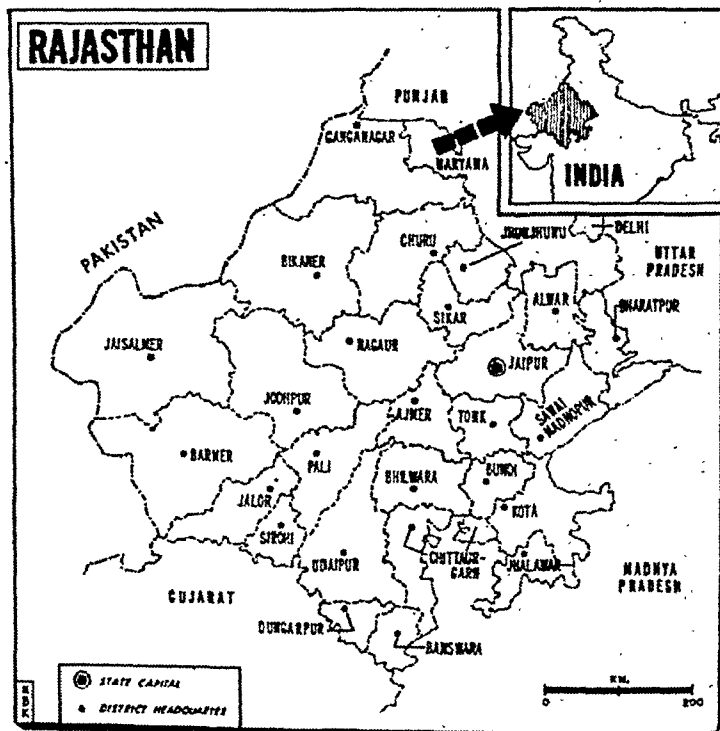 RAJASTHAN
PUNJAB
GANGANAGAR
HARYANA
INDIA
PAKISTAN
CHURU
JHUNJHUNU
DELHI
UTTAR
PRADESH
BIKANER
SIKAR
ALWAR
BHARATPUR
JAISALMER
NAGAUR
JAIPUR
JODHPUR
AJMER
TONK
SAWAI
MADHOPUR
BARMER
PALI
BHILWARA
BUNDI
JALOR
KOTA
SIROHI
UDAIPUR
CHITTAUR-
GARH
JHALAWAR
MADHYA
PRADESH
GUJARAT
DUNGARPUR
BANSWARA
STATE CAPITAL
DISTRICT HEADQUARTES
KM.
0 200